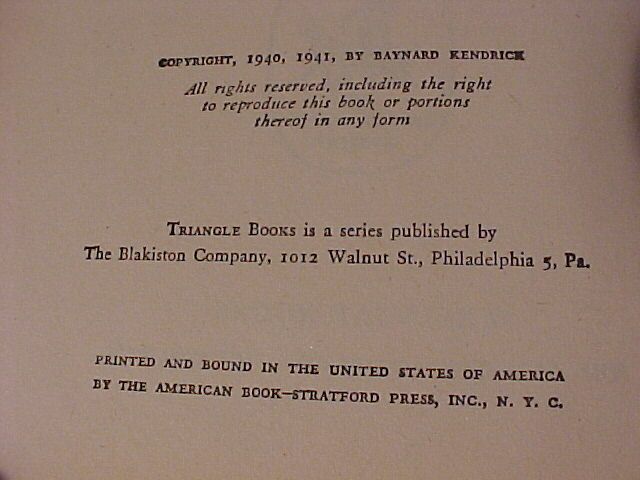 COPYRIGHT, 1940, 1941, BY BAYNARD KENDRICK
All rights reserved, including the right
to reproduce this book or portions
thereof in any form
TRIANGLE BOOKS is a series published by
The Blakiston Company, 1012 Walnut St., Philadelphia 5, Pa.
PRINTED AND BOUND IN THE UNITED STATES OF AMERICA
BY THE AMERICAN BOOK—STRATFORD PRESS, INC., N. Y. C.